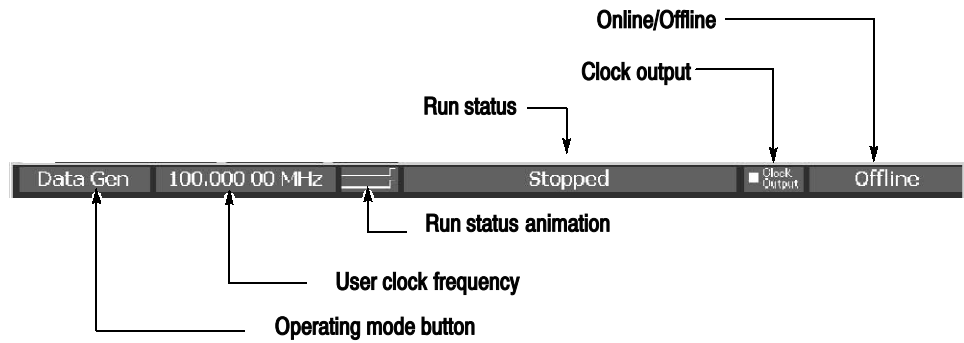 Online/Offline
Clock output
Run status
Data Gen
100.000 00 MHz
Stopped
Clock
Output
Offline
Run status animation
User clock frequency
Operating mode button